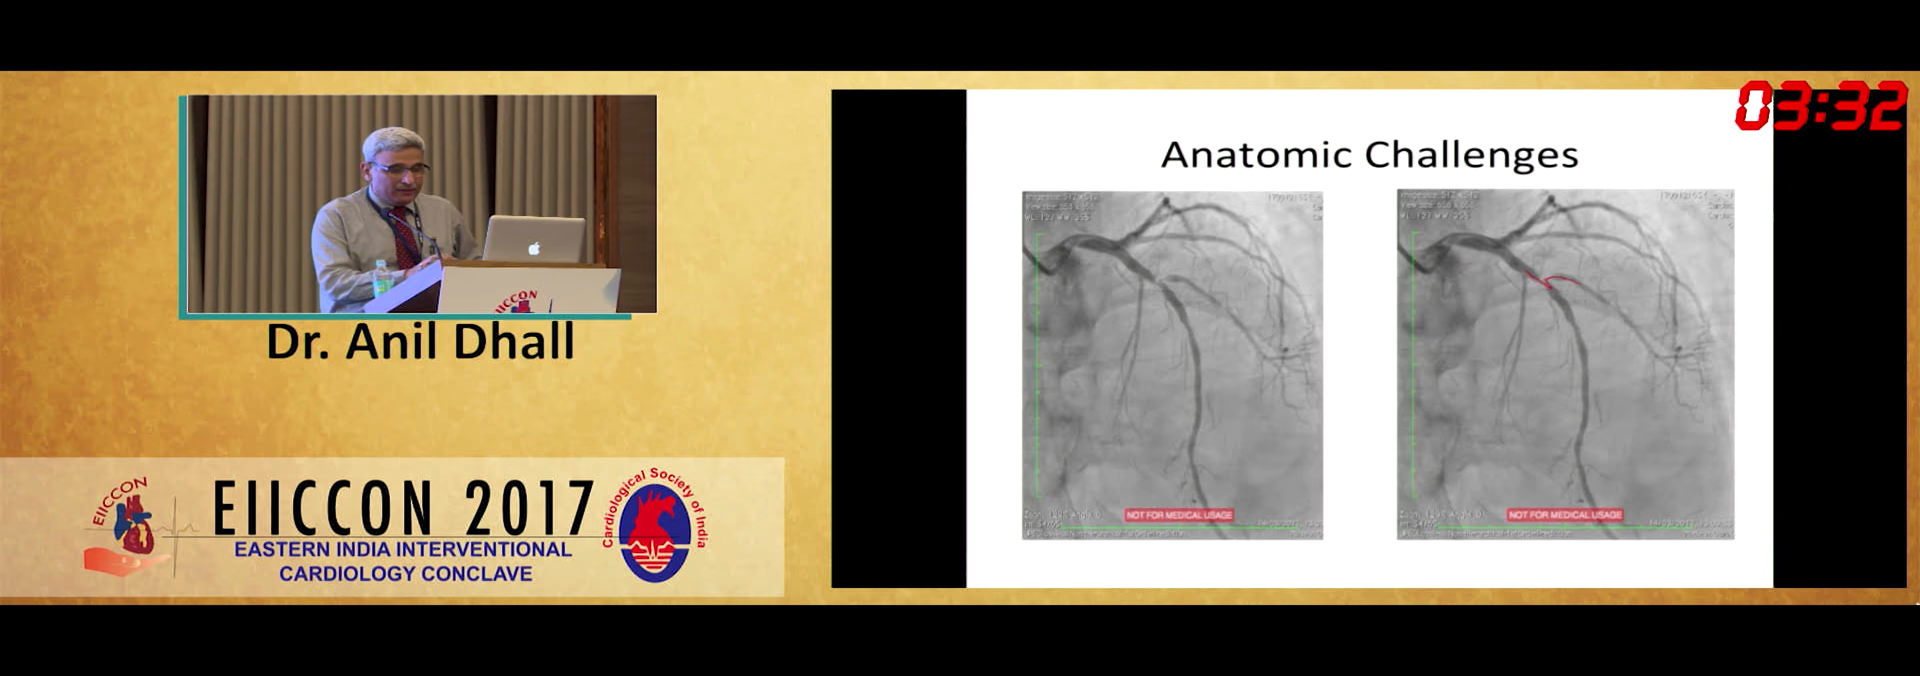 03:32
Anatomic Challenges
NOT FOR MEDICAL USAGE
NOT FOR MEDICAL USAGE
IICCON
Dr. Anil Dhall
EIICCON
EIICCON 2017
EASTERN INDIA INTERVENTIONAL
CARDIOLOGY CONCLAVE
Cardiological Society of India